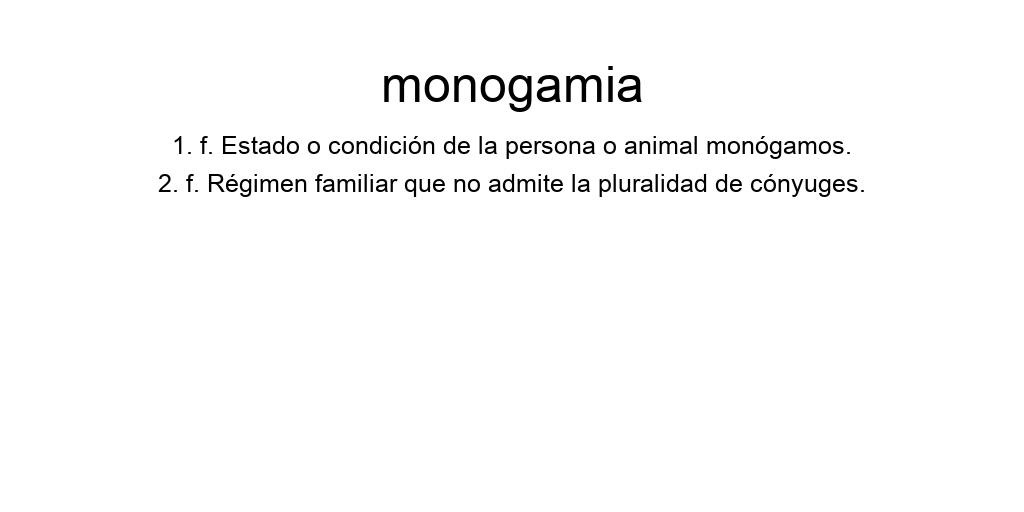 monogamia
1. f. Estado o condición de la persona o animal monógamos.
2. f. Régimen familiar que no admite la pluralidad de cónyuges.